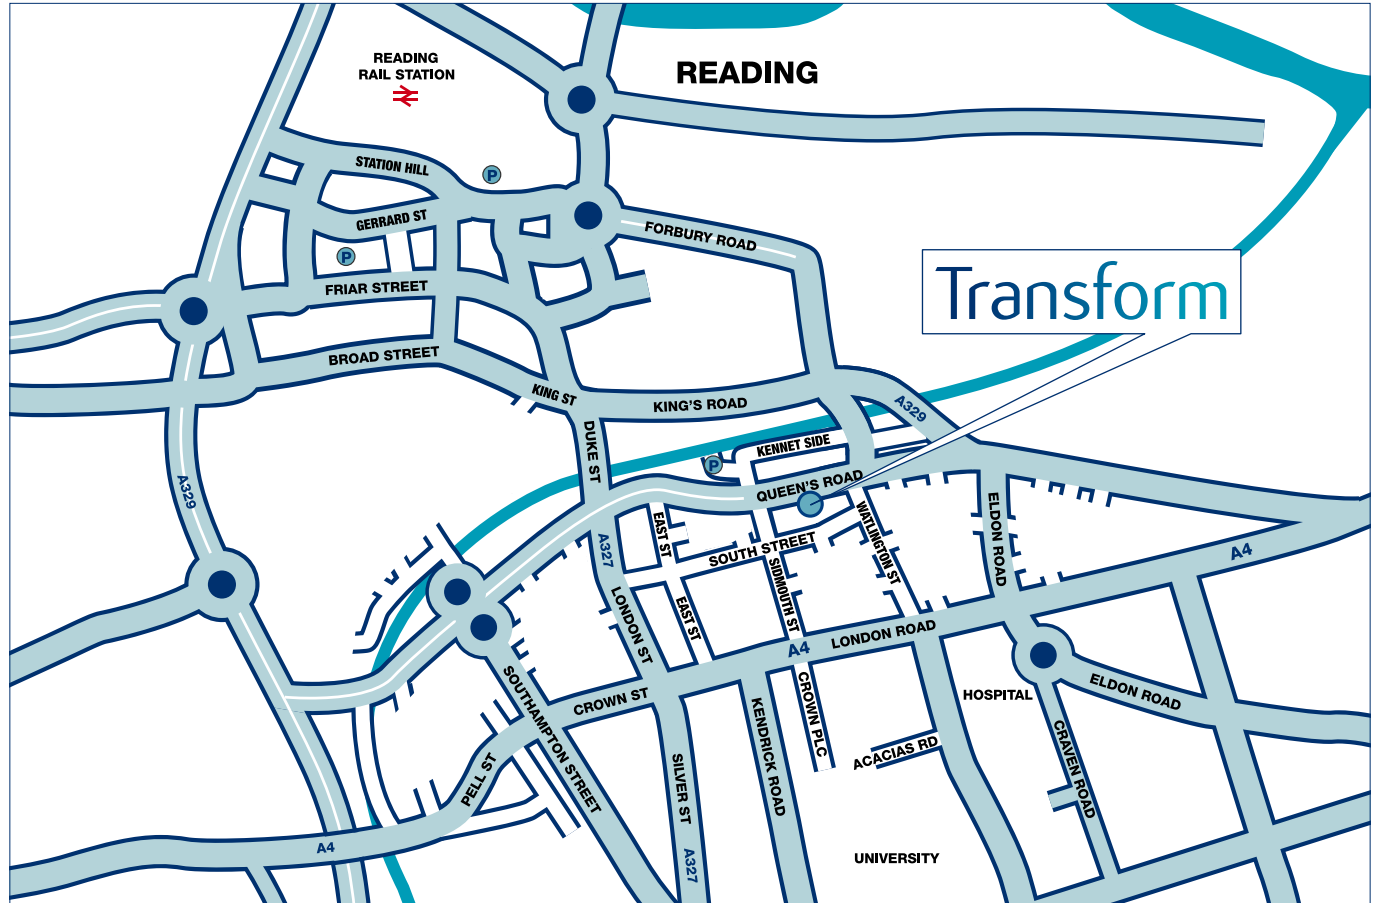 READING
RAIL STATION
READING
STATION HILL
P
GERRARD ST
FORBURY ROAD
P
FRIAR STREET
Transform
BROAD STREET
KING ST
KING'S ROAD
A329
DUKE ST
KENNET SIDE
P
QUEEN'S ROAD
A329
EAST ST
WATLINGTON ST
ELDON ROAD
A327
SOUTH STREET
A4
SIDMOUTH ST
LONDON ST
EAST ST
LONDON ROAD
A4
SOUTHAMPTON STREET
CROWN ST
CROWN PLC
HOSPITAL
ELDON ROAD
KENDRICK ROAD
CRAVEN ROAD
ACACIAS RD
PELL ST
SILVER ST
A4
A327
UNIVERSITY